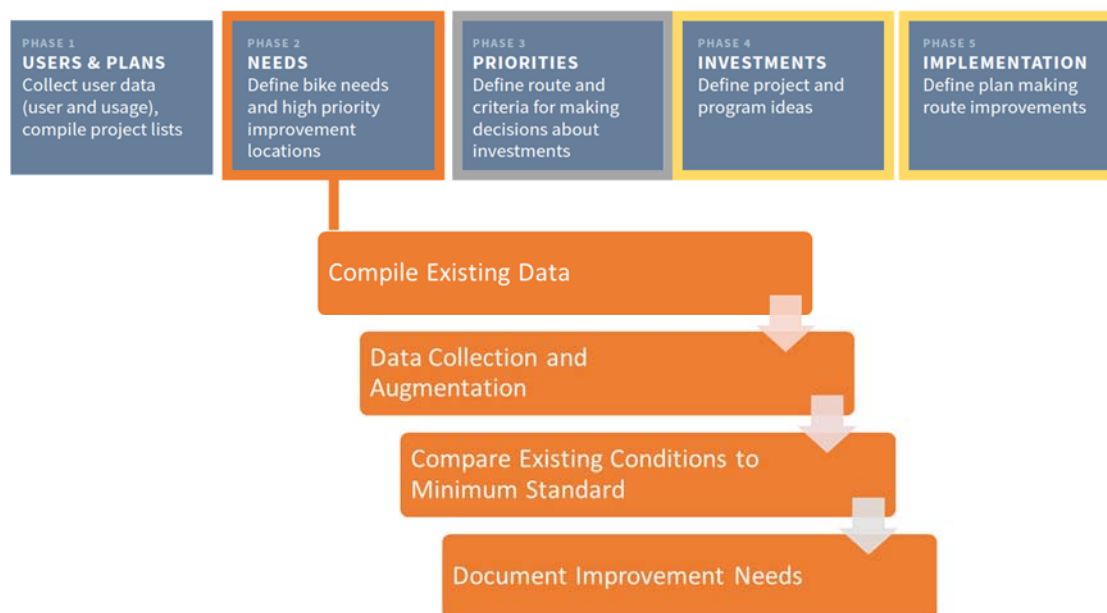 PHASE 1
USERS & PLANS
Collect user data
(user and usage),
compile project lists
PHASE 2
NEEDS
Define bike needs
and high priority
improvement
locations
PHASE 3
PRIORITIES
Define route and
criteria for making
decisions about
investments
PHASE 4
INVESTMENTS
Define project and
program ideas
PHASE 5
IMPLEMENTATION
Define plan making
route improvements
Compile Existing Data
Data Collection and
Augmentation
Compare Existing Conditions to
Minimum Standard
Document Improvement Needs